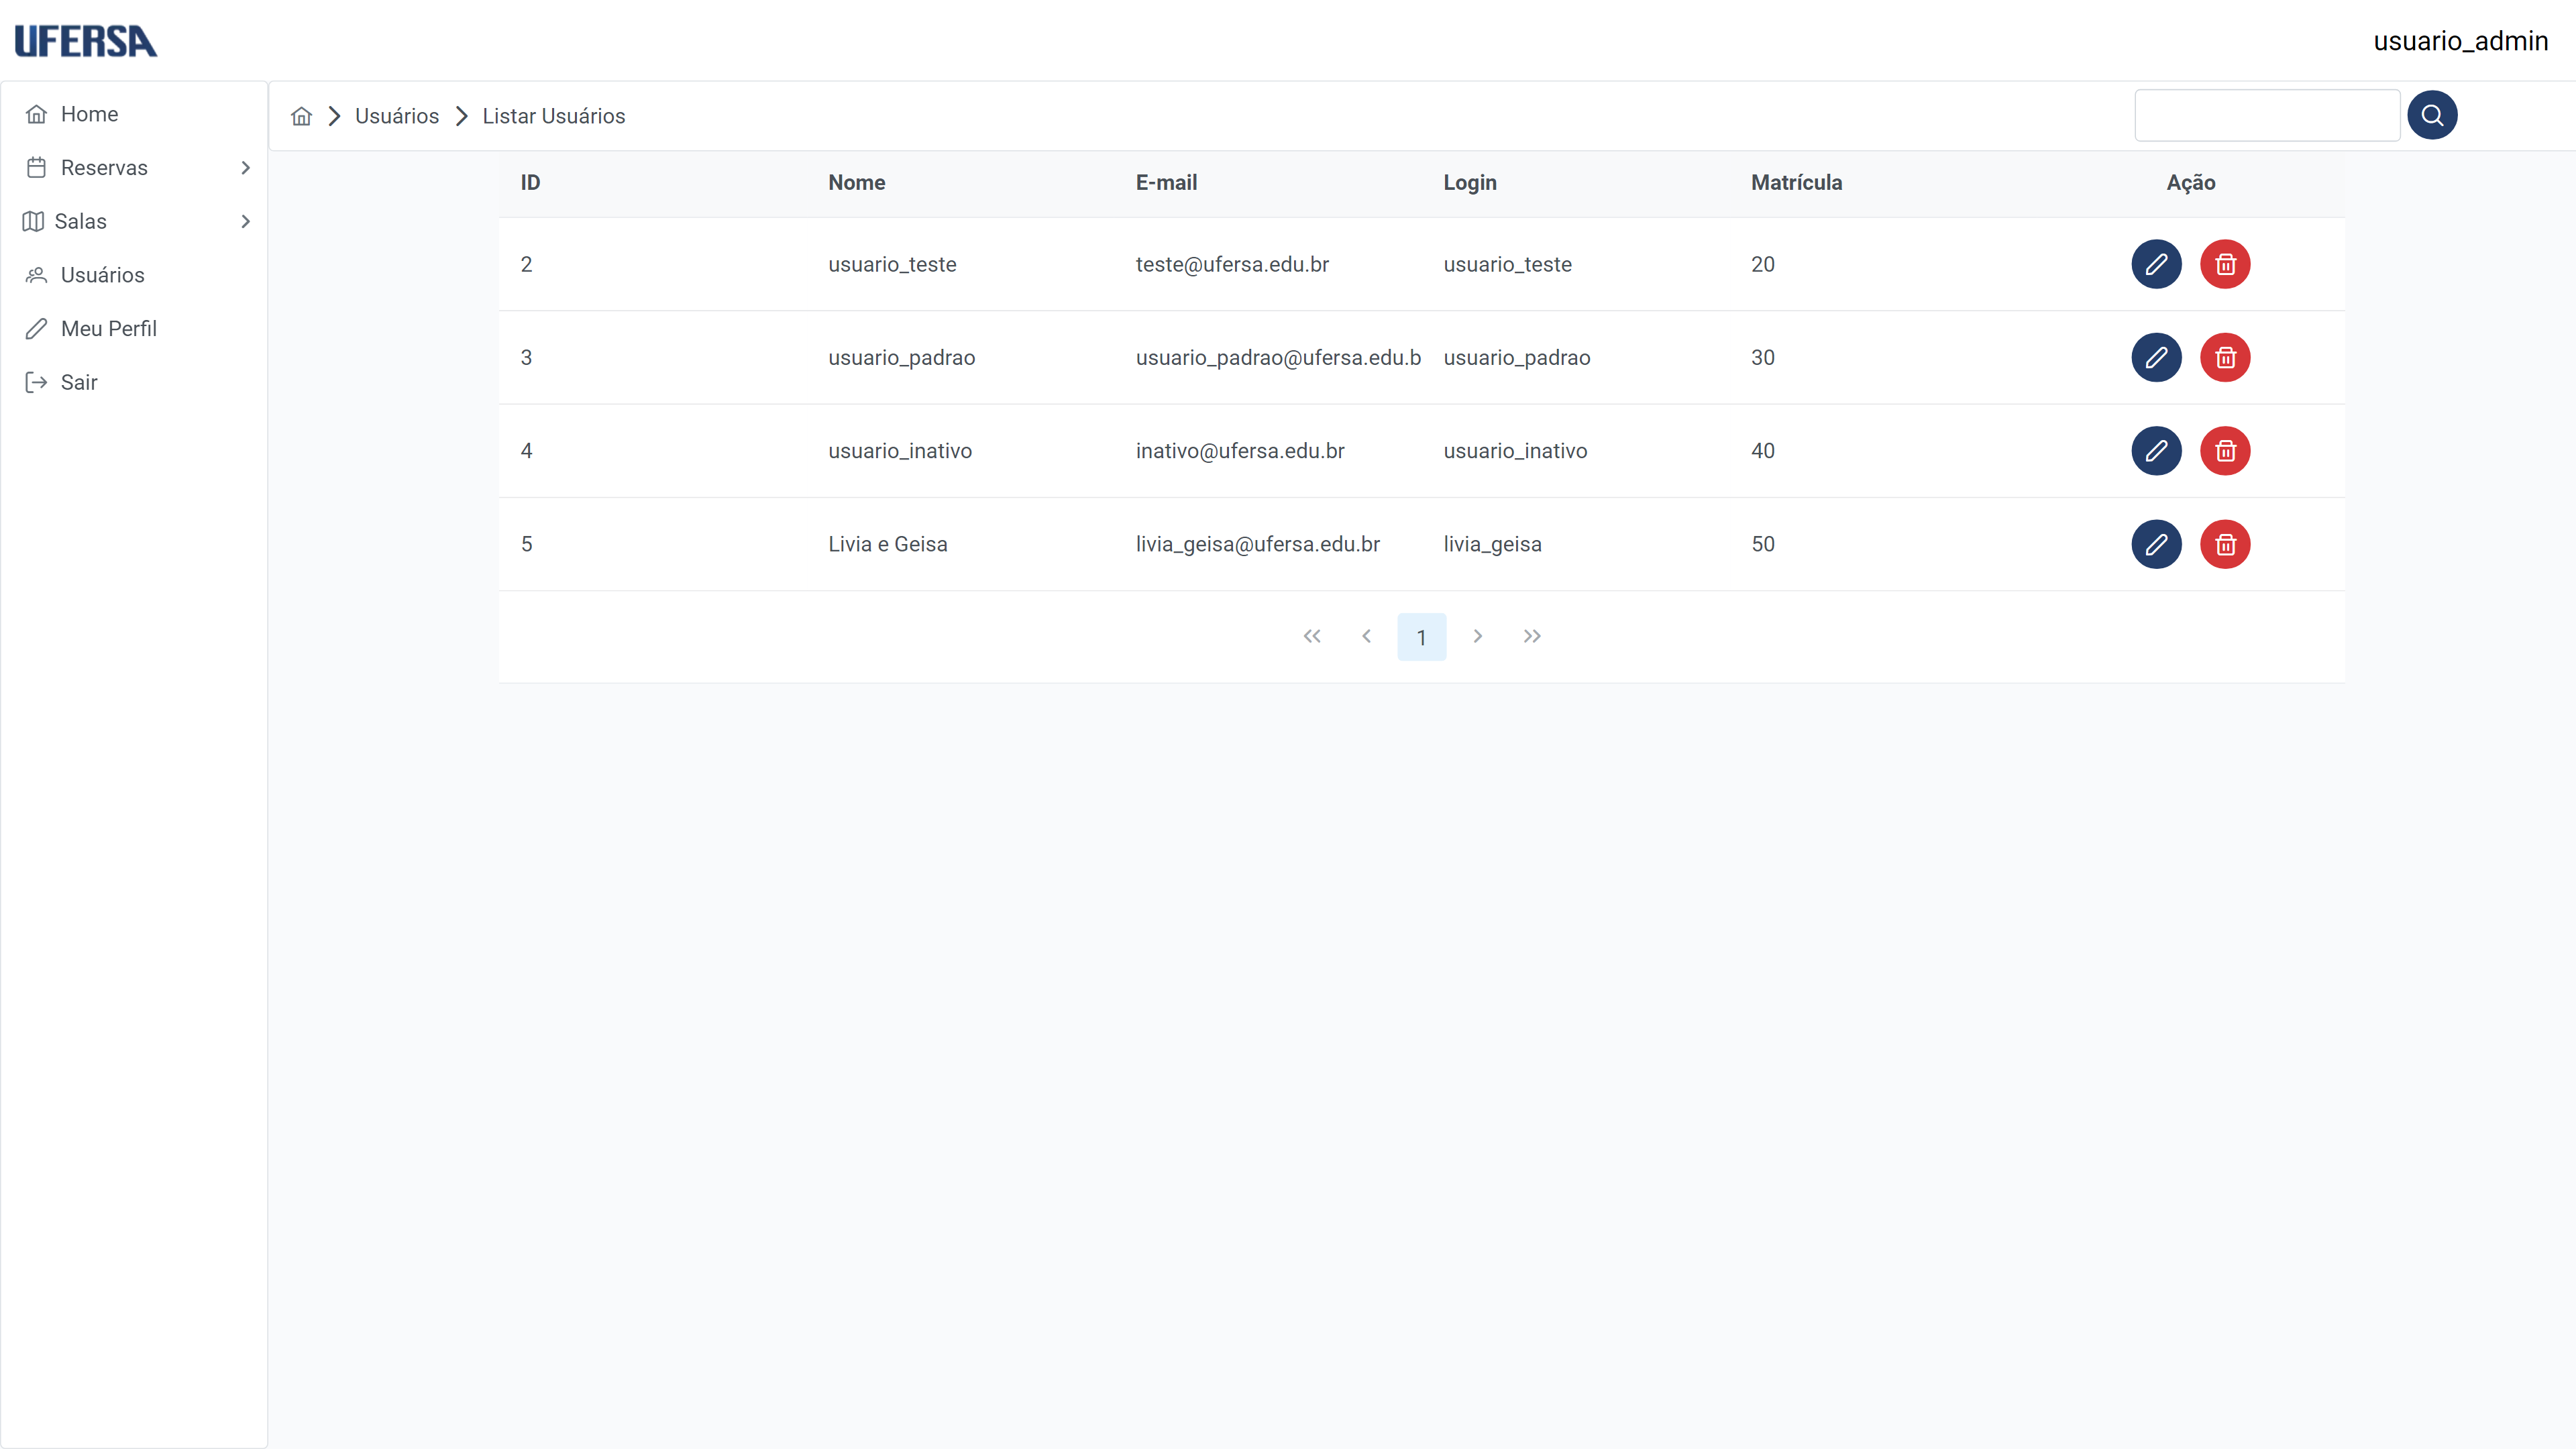 UFERSA
usuario_admin
Home
Reservas
Salas
Usuários
Meu Perfil
Sair
Usuários
Listar Usuários
ID Nome E-mail Login Matrícula Ação
2 usuario_teste teste@ufersa.edu.br usuario_teste 20
3 usuario_padrao usuario_padrao@ufersa.edu.b usuario_padrao 30
4 usuario_inativo inativo@ufersa.edu.br usuario_inativo 40
5 Livia e Geisa livia_geisa@ufersa.edu.br livia_geisa 50
1